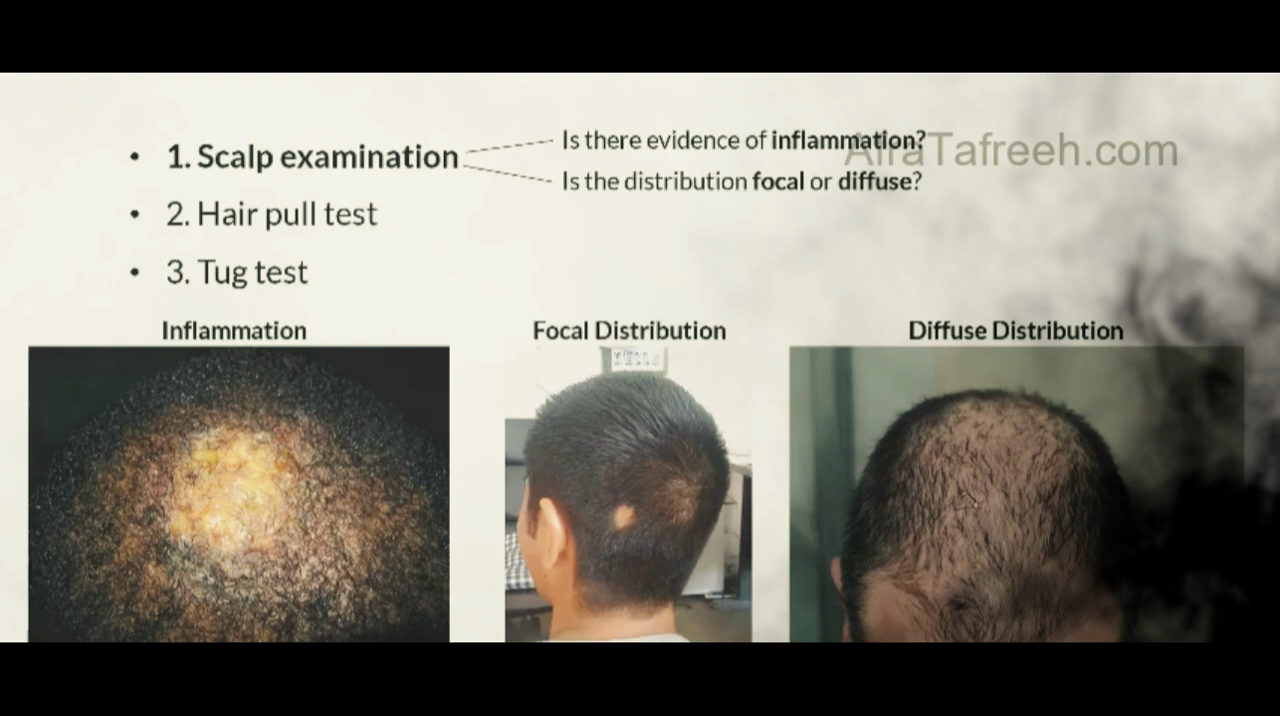 • 1. Scalp examination
Is there evidence of inflammation?
Is the distribution focal or diffuse?
AlraTafreeh.com
• 2. Hair pull test
• 3. Tug test
Inflammation
Focal Distribution
Diffuse Distribution